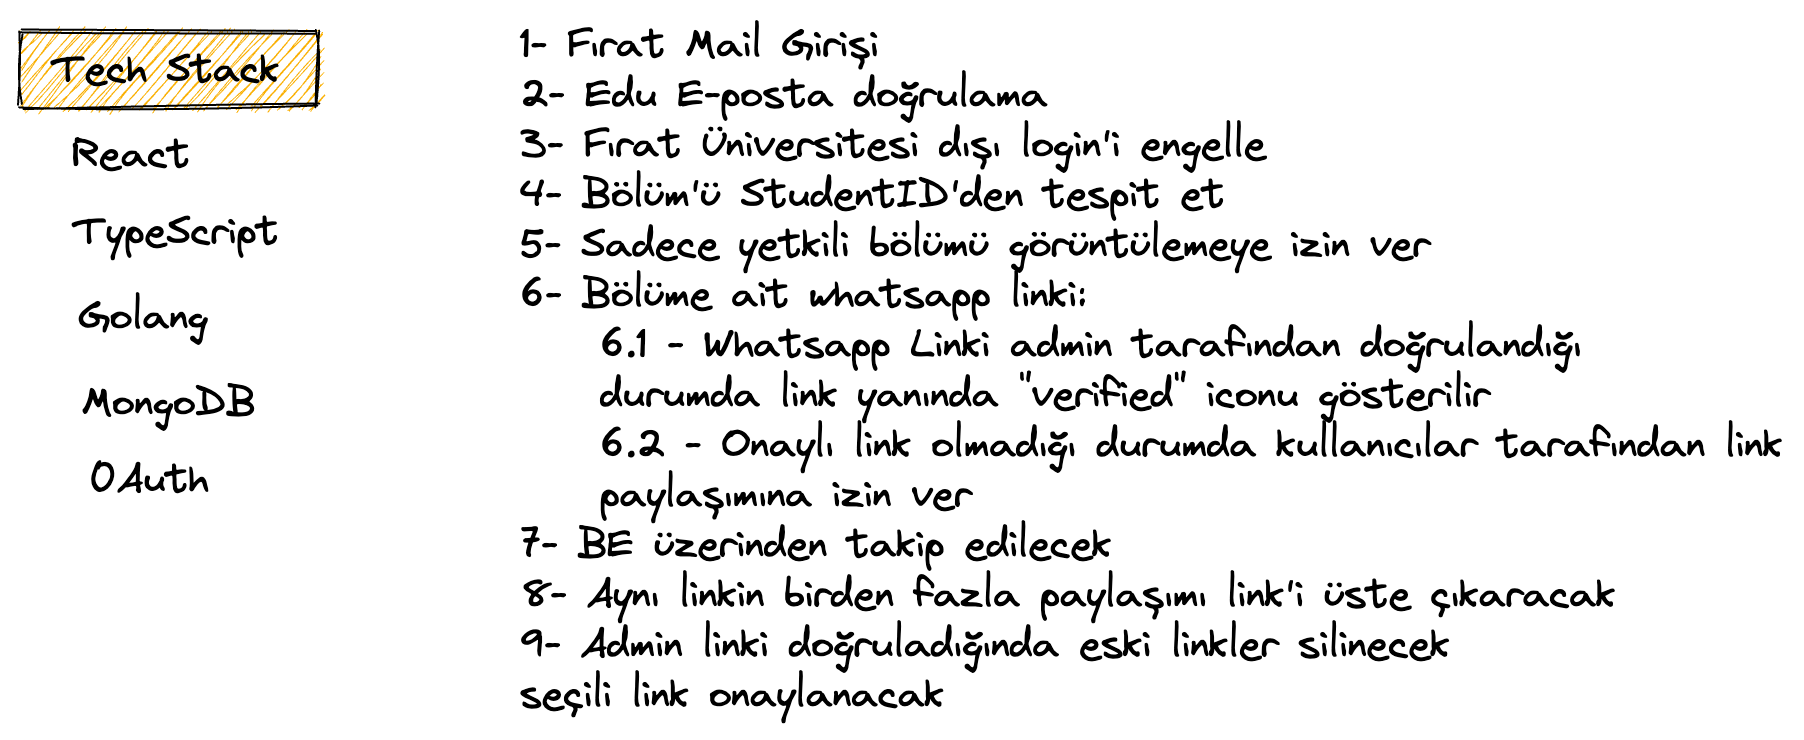 Tech Stack
React
TypeScript
Golang
MongoDB
OAuth
1- Fırat Mail Girişi
2- Edu E-posta doğrulama
3- Fırat Üniversitesi dışı login'i engelle
4- Bölüm'ü StudentID'den tespit et
5- Sadece yetkili bölümü görüntülemeye izin ver
6- Bölüme ait whatsapp linki:
6.1 - Whatsapp Linki admin tarafından doğrulandığı
durumda link yanında "verified" iconu gösterilir
6.2 - Onaylı link olmadığı durumda kullanıcılar tarafından link
paylaşımına izin ver
7- BE üzerinden takip edilecek
8- Aynı linkin birden fazla paylaşımı link'i üste çıkaracak
9- Admin linki doğruladığında eski linkler silinecek
seçili link onaylanacak